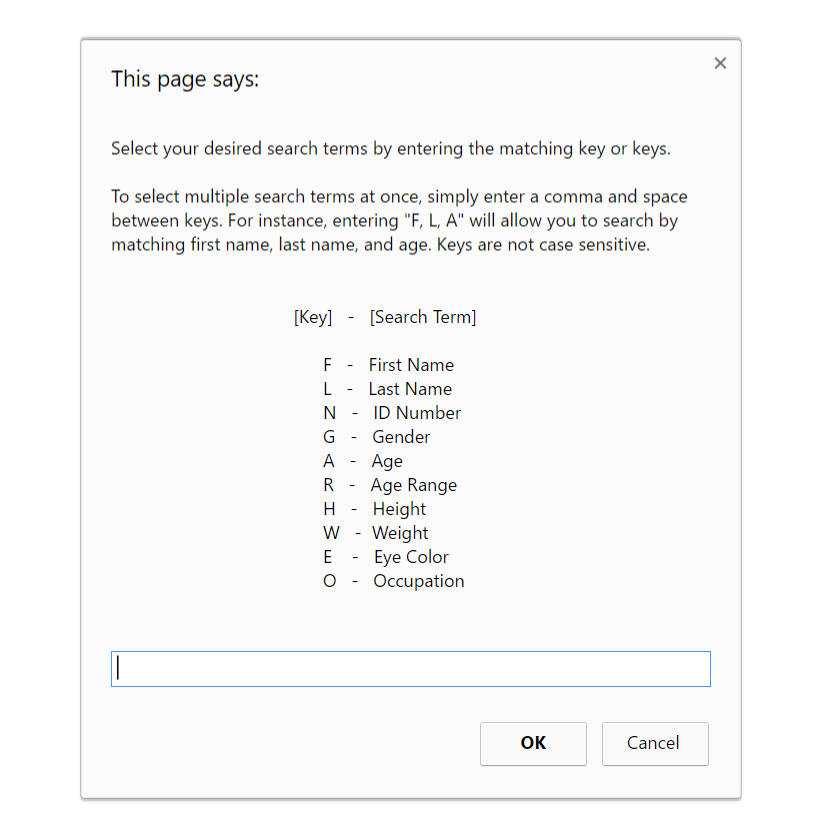 This page says:
Select your desired search terms by entering the matching key or keys.
To select multiple search terms at once, simply enter a comma and space
between keys. For instance, entering "F, L, A" will allow you to search by
matching first name, last name, and age. Keys are not case sensitive.
[Key] - [Search Term]
F - First Name
L - Last Name
N - ID Number
G - Gender
A - Age
R - Age Range
H - Height
W - Weight
E - Eye Color
O - Occupation
OK Cancel